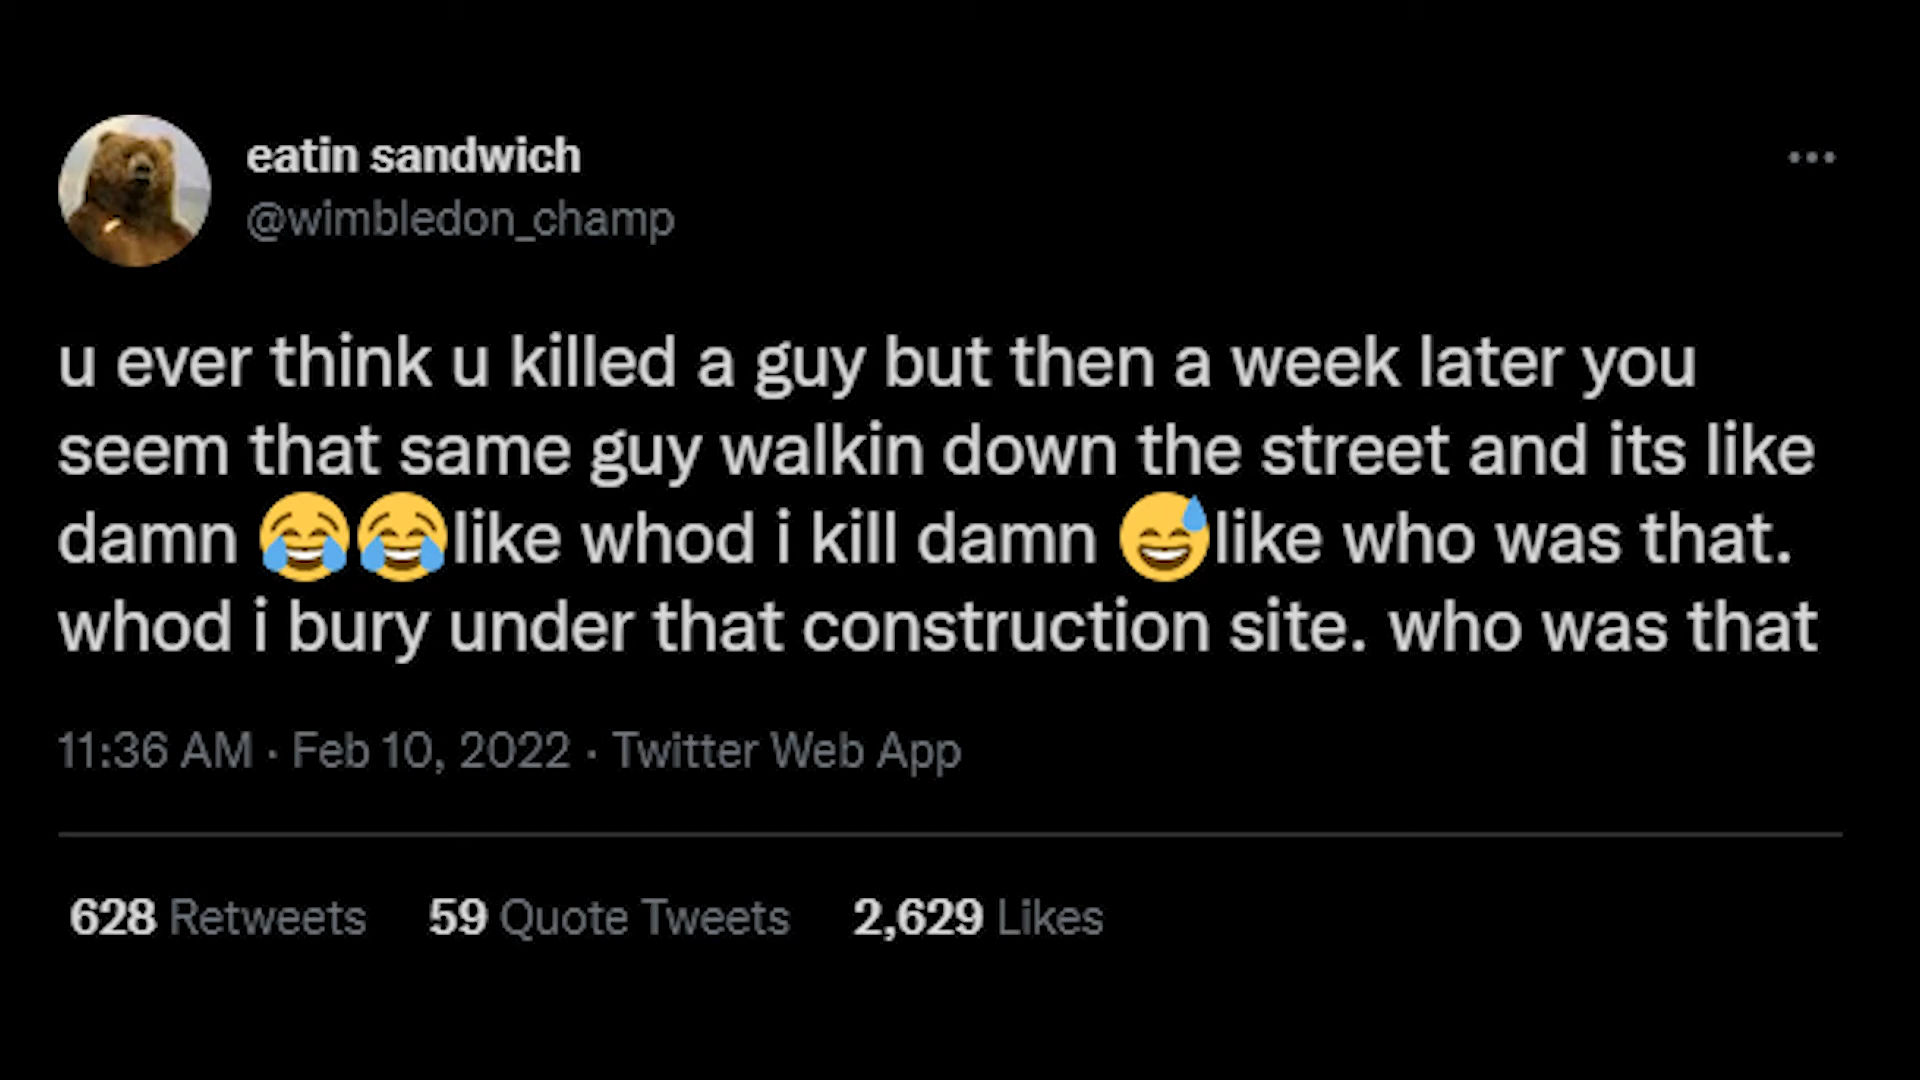 eatin sandwich
@wimbledon_champ
u ever think u killed a guy but then a week later you
seem that same guy walkin down the street and its like
damn 😂😂like whod i kill damn 😅like who was that.
whod i bury under that construction site. who was that
11:36 AM · Feb 10, 2022 · Twitter Web App
628 Retweets 59 Quote Tweets 2,629 Likes